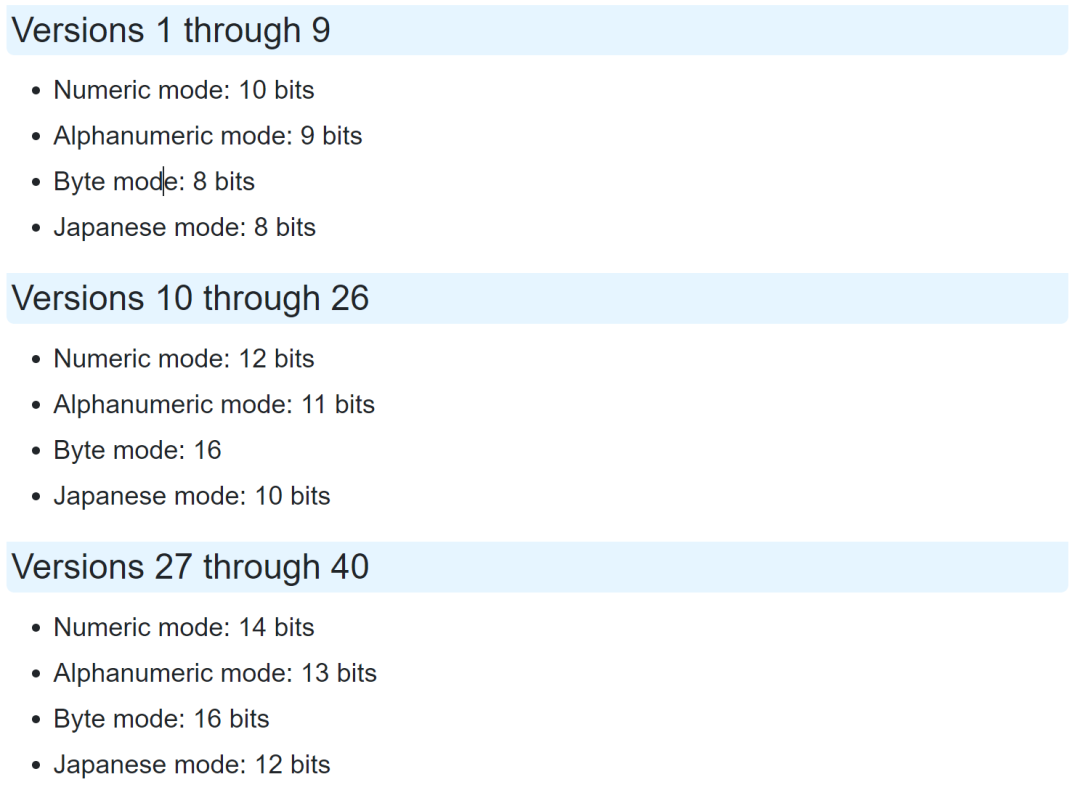 Versions 1 through 9
• Numeric mode: 10 bits
• Alphanumeric mode: 9 bits
• Byte mode: 8 bits
• Japanese mode: 8 bits
Versions 10 through 26
• Numeric mode: 12 bits
• Alphanumeric mode: 11 bits
• Byte mode: 16
• Japanese mode: 10 bits
Versions 27 through 40
• Numeric mode: 14 bits
• Alphanumeric mode: 13 bits
• Byte mode: 16 bits
• Japanese mode: 12 bits